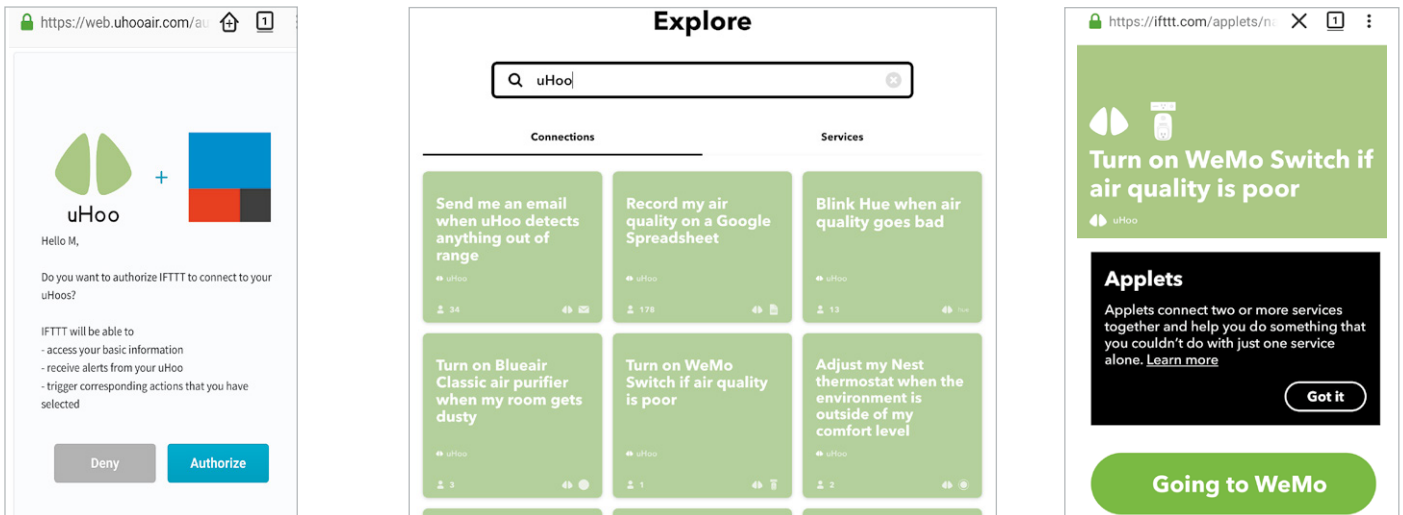 https://web.uhooair.com/au
1
uHoo
+
Hello M,
Do you want to authorize IFTTT to connect to your
uHoos?
IFTTT will be able to
- access your basic information
- receive alerts from your uHoo
- trigger corresponding actions that you have
selected
Deny
Authorize
Explore
uHoo
Connections
Services
Send me an email
when uHoo detects
anything out of
range
uHoo
34
Record my air
quality on a Google
Spreadsheet
uHoo
178
Blink Hue when air
quality goes bad
uHoo
13
hue
Turn on Blueair
Classic air purifier
when my room gets
dusty
uHoo
3
Turn on WeMo
Switch if air quality
is poor
uHoo
1
Adjust my Nest
thermostat when the
environment is
outside of my
comfort level
uHoo
2
https://ifttt.com/applets/na
1
Turn on WeMo Switch if
air quality is poor
uHoo
Applets
Applets connect two or more services
together and help you do something that
you couldn't do with just one service
alone. Learn more
Got it
Going to WeMo